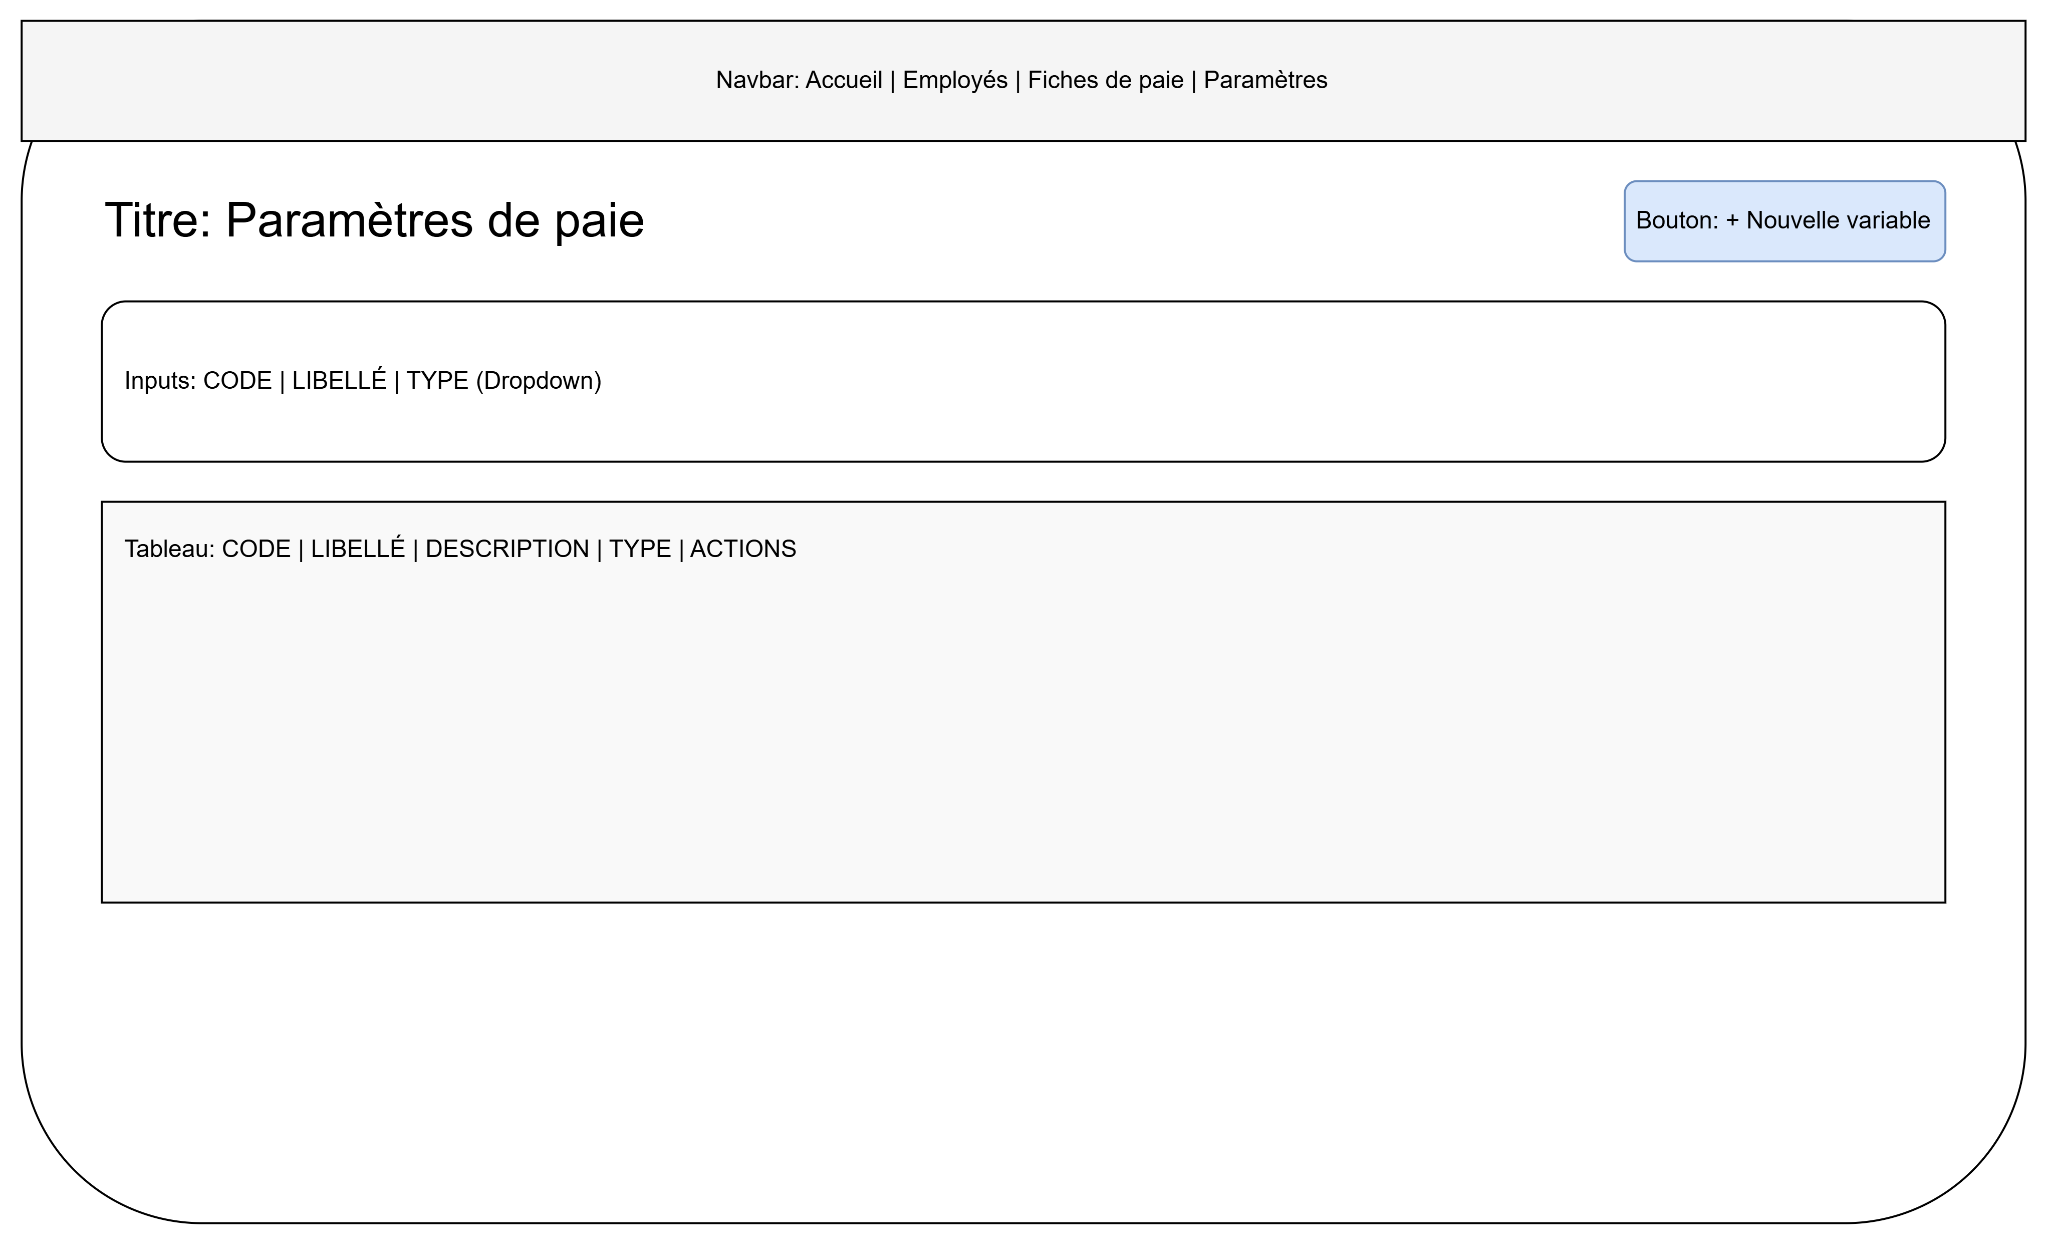 Navbar: Accueil | Employés | Fiches de paie | Paramètres
Titre: Paramètres de paie
Bouton: + Nouvelle variable
Inputs: CODE | LIBELLÉ | TYPE (Dropdown)
Tableau: CODE | LIBELLÉ | DESCRIPTION | TYPE | ACTIONS